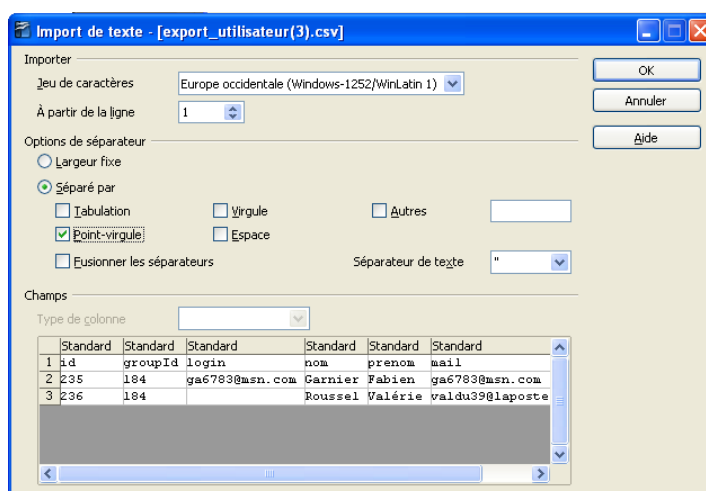 Import de texte - [export_utilisateur(3).csv]
Importer
Jeu de caractères Europe occidentale (Windows-1252/WinLatin 1)
À partir de la ligne 1
OK
Annuler
Aide
Options de séparateur
Largeur fixe
Séparé par
Tabulation Virgule Autres
Point-virgule Espace
Fusionner les séparateurs Séparateur de texte "
Champs
Type de colonne
Standard Standard Standard Standard Standard Standard
1 id groupId login nom prenom mail
2 235 184 ga6783@msn.com Garnier Fabien ga6783@msn.com
3 236 184 Roussel Valérie valdu39@laposte